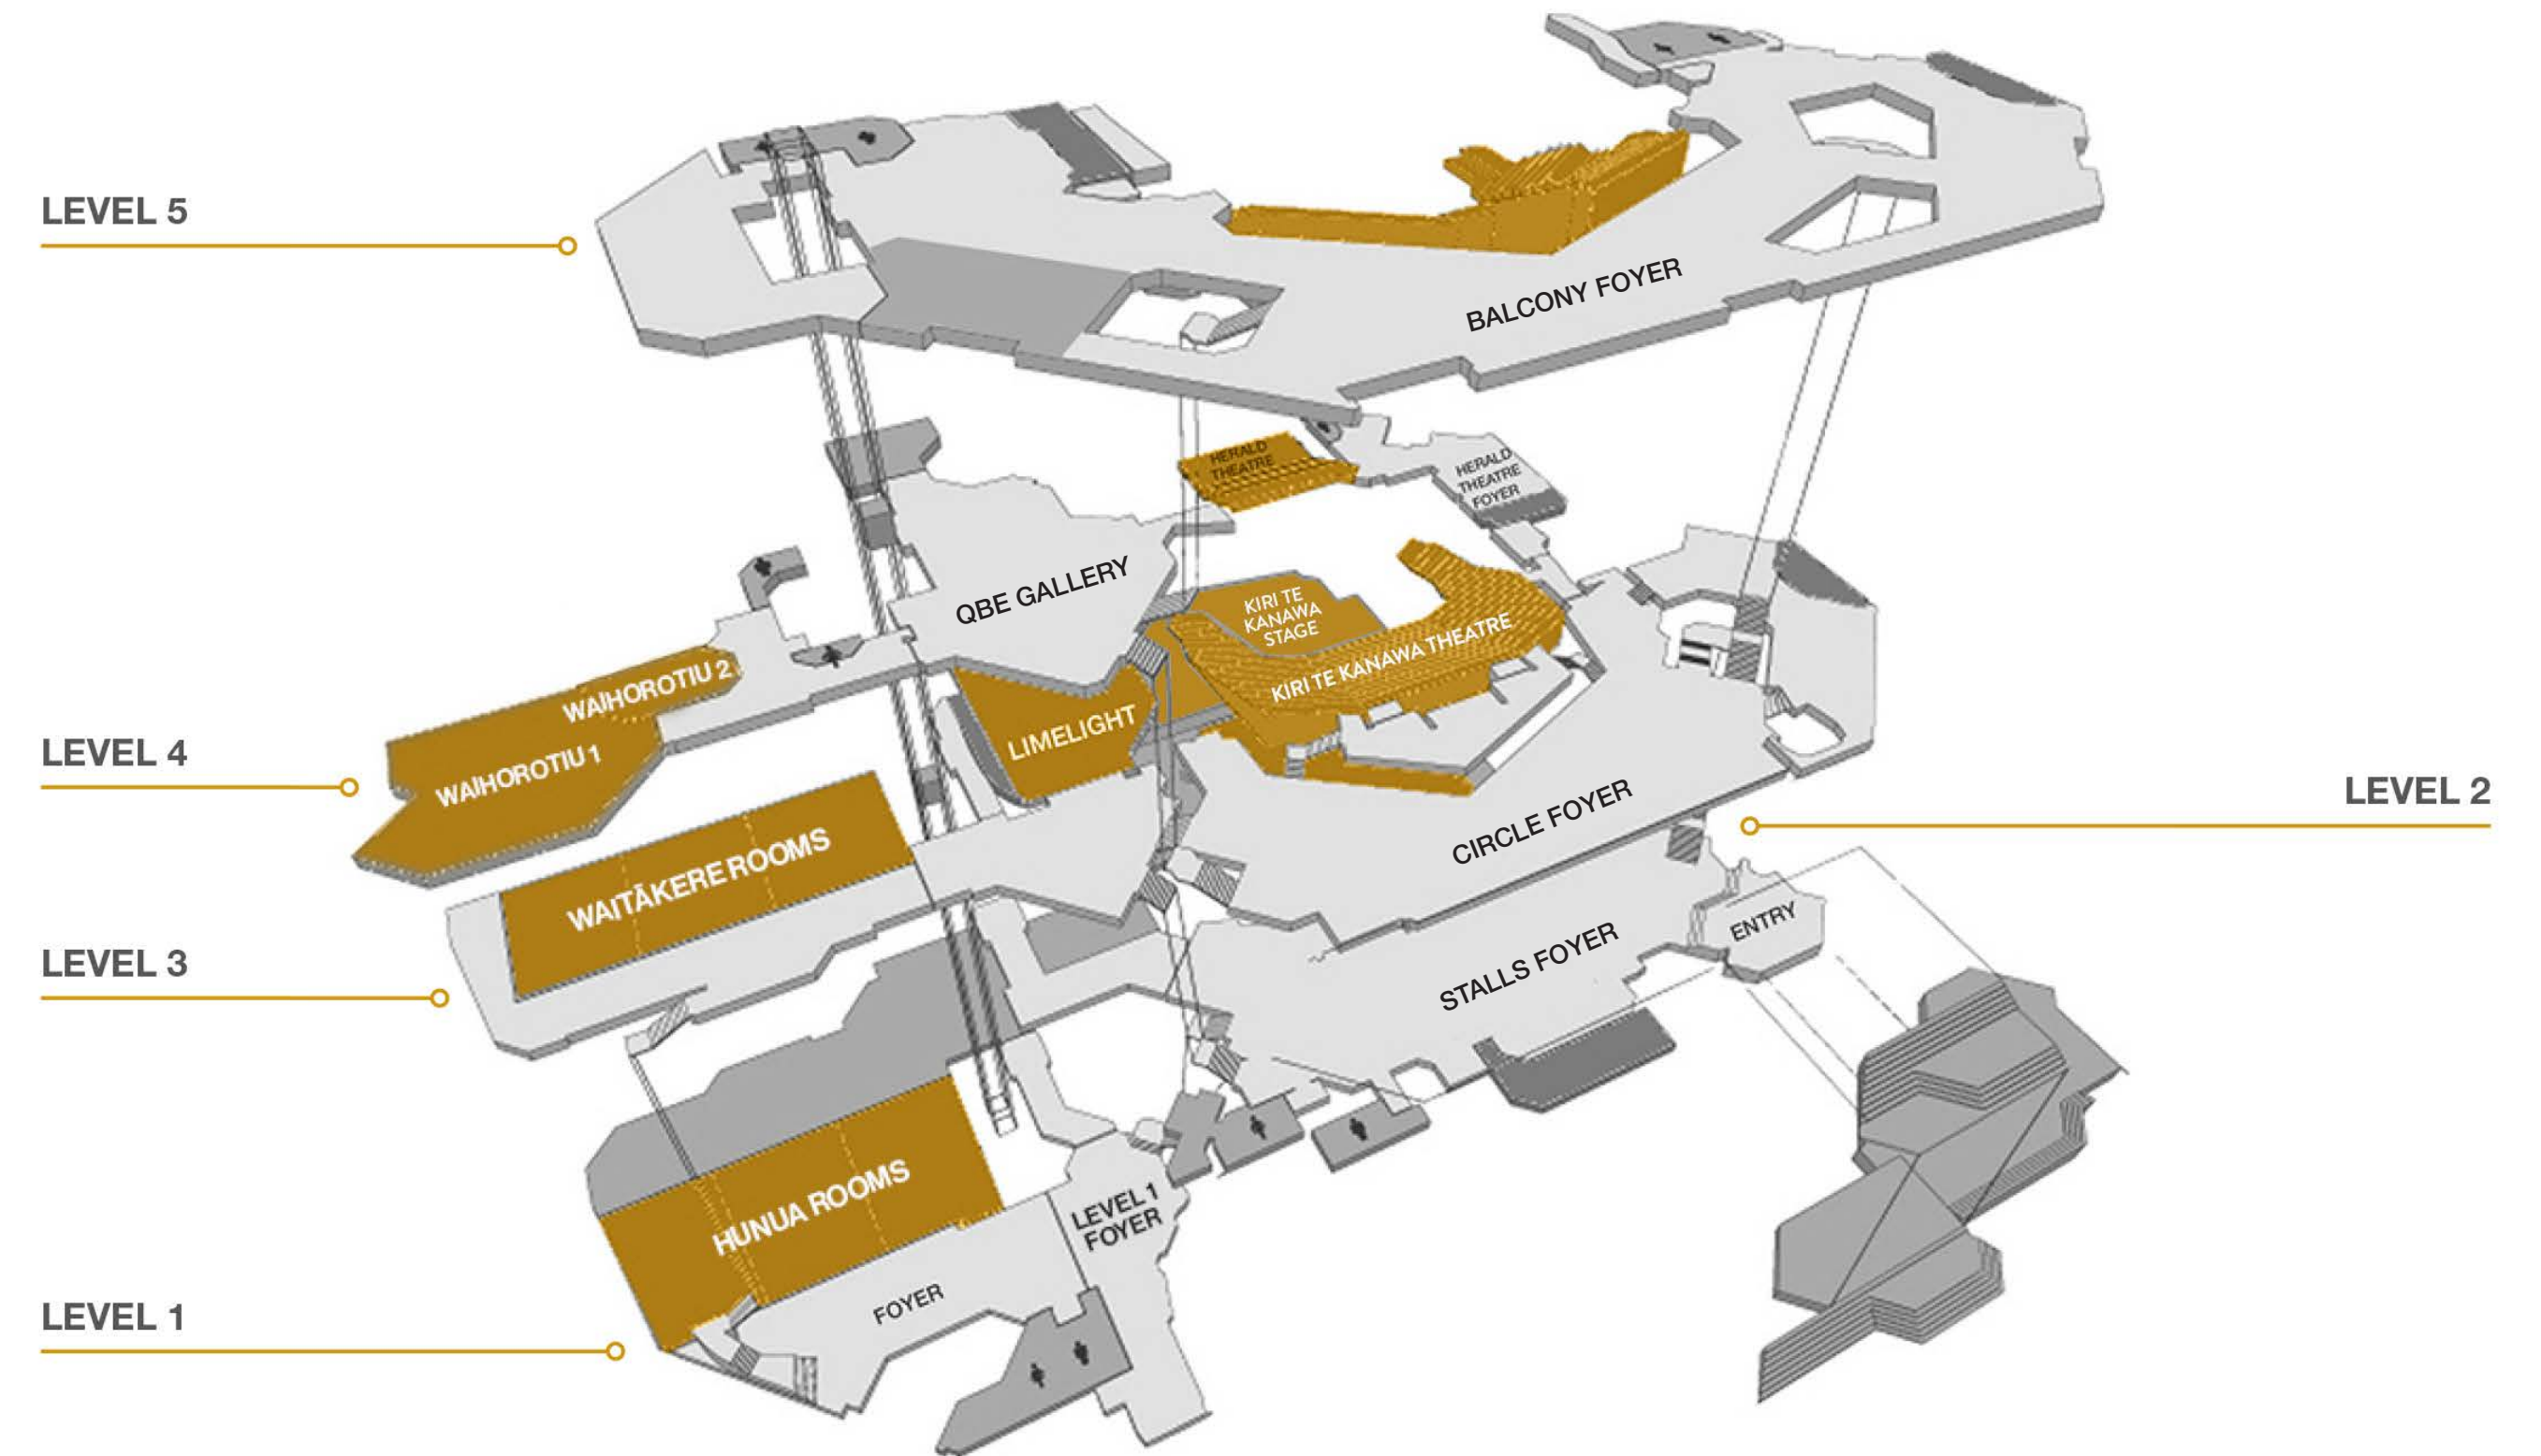 LEVEL 5
BALCONY FOYER
HERALD
THEATRE
HERALD
THEATRE
FOYER
QBE GALLERY
KIRI TE
KANAWA
STAGE
KIRI TE KANAWA THEATRE
WAIHOROTIU 2
LIMELIGHT
LEVEL 4
WAIHOROTIU 1
LEVEL 2
CIRCLE FOYER
WAITĀKERE ROOMS
ENTRY
LEVEL 3
STALLS FOYER
HUNUA ROOMS
LEVEL 1
FOYER
FOYER
LEVEL 1